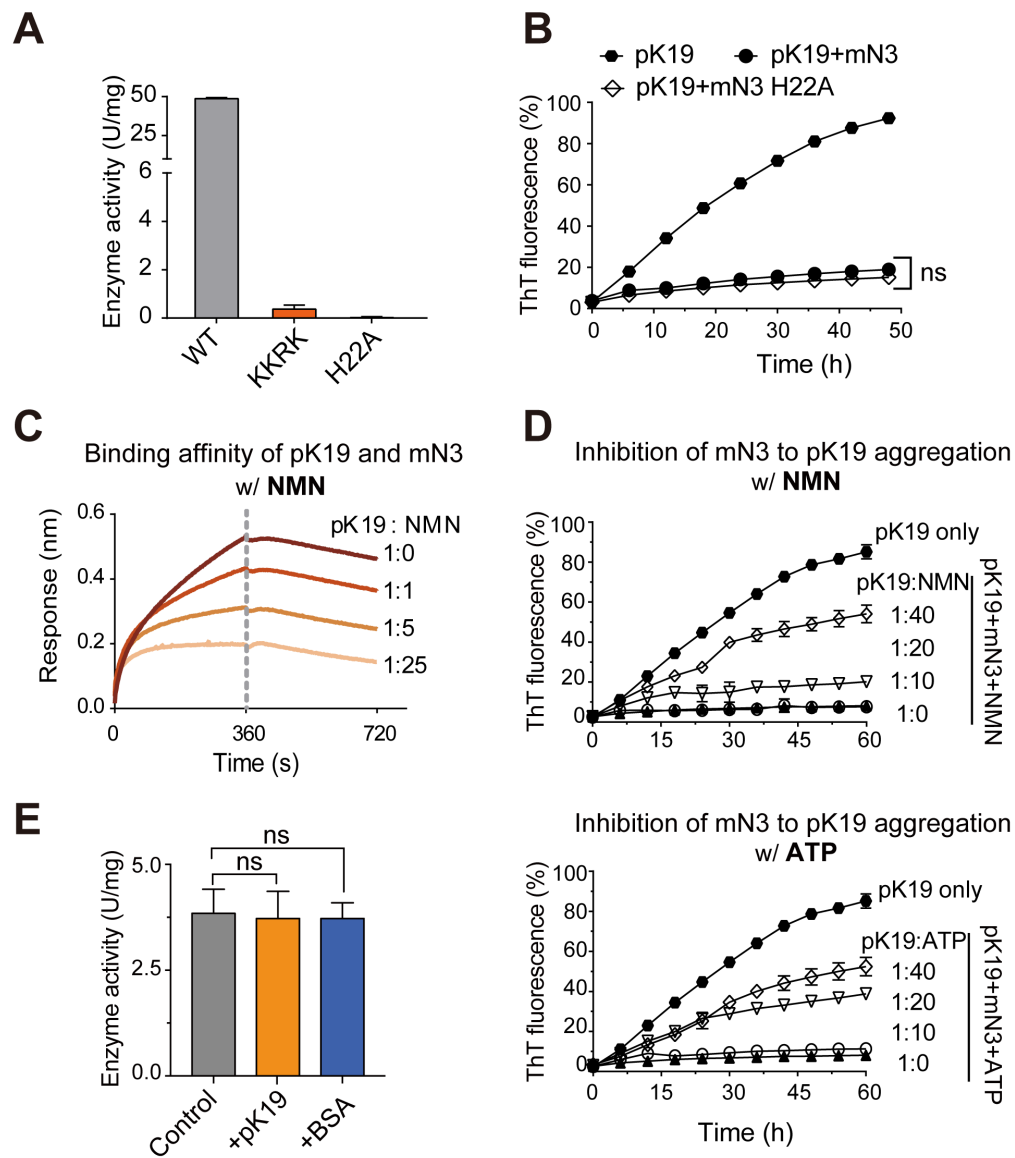 A
Enzyme activity (U/mg)
50
25
6
4
2
0
WT
KKRK
H22A
B
pK19
pK19+mN3
pK19+mN3 H22A
ThT fluorescence (%)
100
80
60
40
20
0
0
10
20
30
40
50
ns
Time (h)
C
Binding affinity of pK19 and mN3
w/ NMN
Response (nm)
0.6
0.4
0.2
0.0
pK19 : NMN
1:0
1:1
1:5
1:25
0
360
720
Time (s)
D
Inhibition of mN3 to pK19 aggregation
w/ NMN
ThT fluorescence (%)
100
80
60
40
20
0
pK19 only
pK19:NMN
1:40
1:20
1:10
1:0
pK19+mN3+NMN
0
15
30
45
60
Inhibition of mN3 to pK19 aggregation
w/ ATP
ThT fluorescence (%)
100
80
60
40
20
0
pK19 only
pK19:ATP
1:40
1:20
1:10
1:0
pK19+mN3+ATP
0
15
30
45
60
Time (h)
E
Enzyme activity (U/mg)
5.0
2.5
0.0
ns
ns
Control
+pK19
+BSA